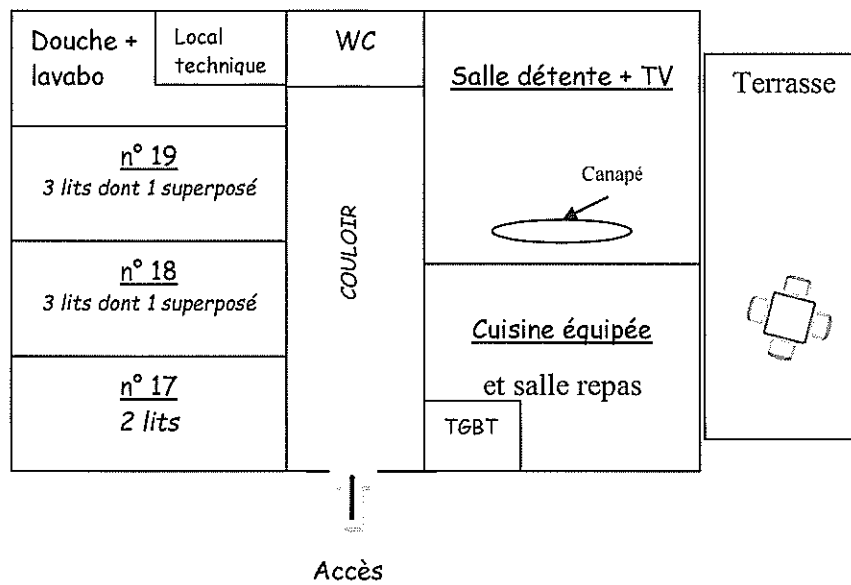 Douche +
lavabo
Local
technique
WC
Salle détente + TV
Terrasse
n° 19
3 lits dont 1 superposé
Canapé
COULOIR
n° 18
3 lits dont 1 superposé
Cuisine équipée
et salle repas
n° 17
2 lits
TGBT
Accès